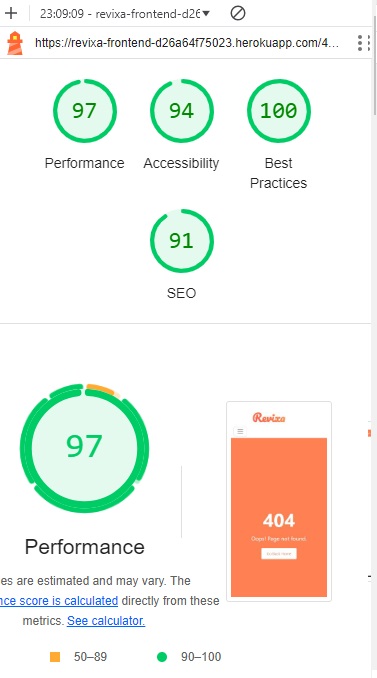 23:09:09 - revixa-frontend-d26
https://revixa-frontend-d26a64f75023.herokuapp.com/4…
97
94
100
Performance
Accessibility
Best
Practices
91
SEO
97
Revixa
404
Oops! Page not found.
Performance
es are estimated and may vary. The
nce score is calculated directly from these
metrics. See calculator.
50–89
90–100